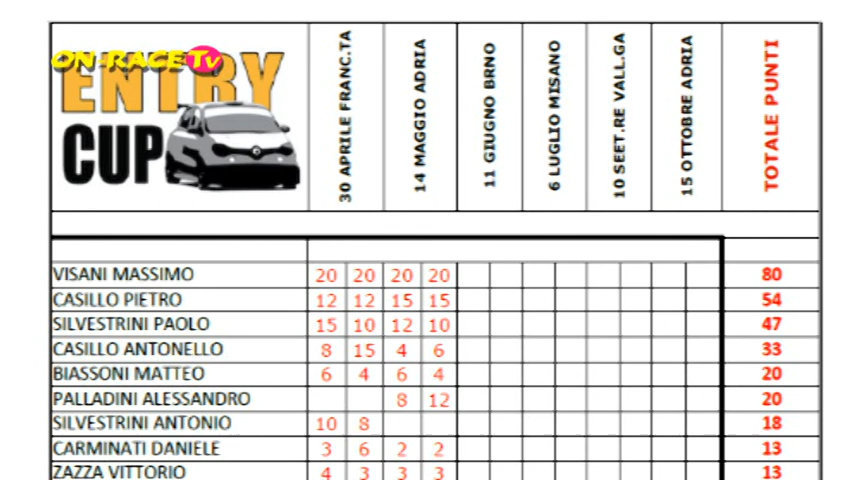 ON-RACE Tv
ENTRY
CUP
30 APRILE FRANC.TA
14 MAGGIO ADRIA
11 GIUGNO BRNO
6 LUGLIO MISANO
10 SEET.RE VALL.GA
15 OTTOBRE ADRIA
TOTALE PUNTI
VISANI MASSIMO 20 20 20 20 80
CASILLO PIETRO 12 12 15 15 54
SILVESTRINI PAOLO 15 10 12 10 47
CASILLO ANTONELLO 8 15 4 6 33
BIASSONI MATTEO 6 4 6 4 20
PALLADINI ALESSANDRO 8 12 20
SILVESTRINI ANTONIO 10 8 18
CARMINATI DANIELE 3 6 2 2 13
ZAZZA VITTORIO 4 3 3 3 13